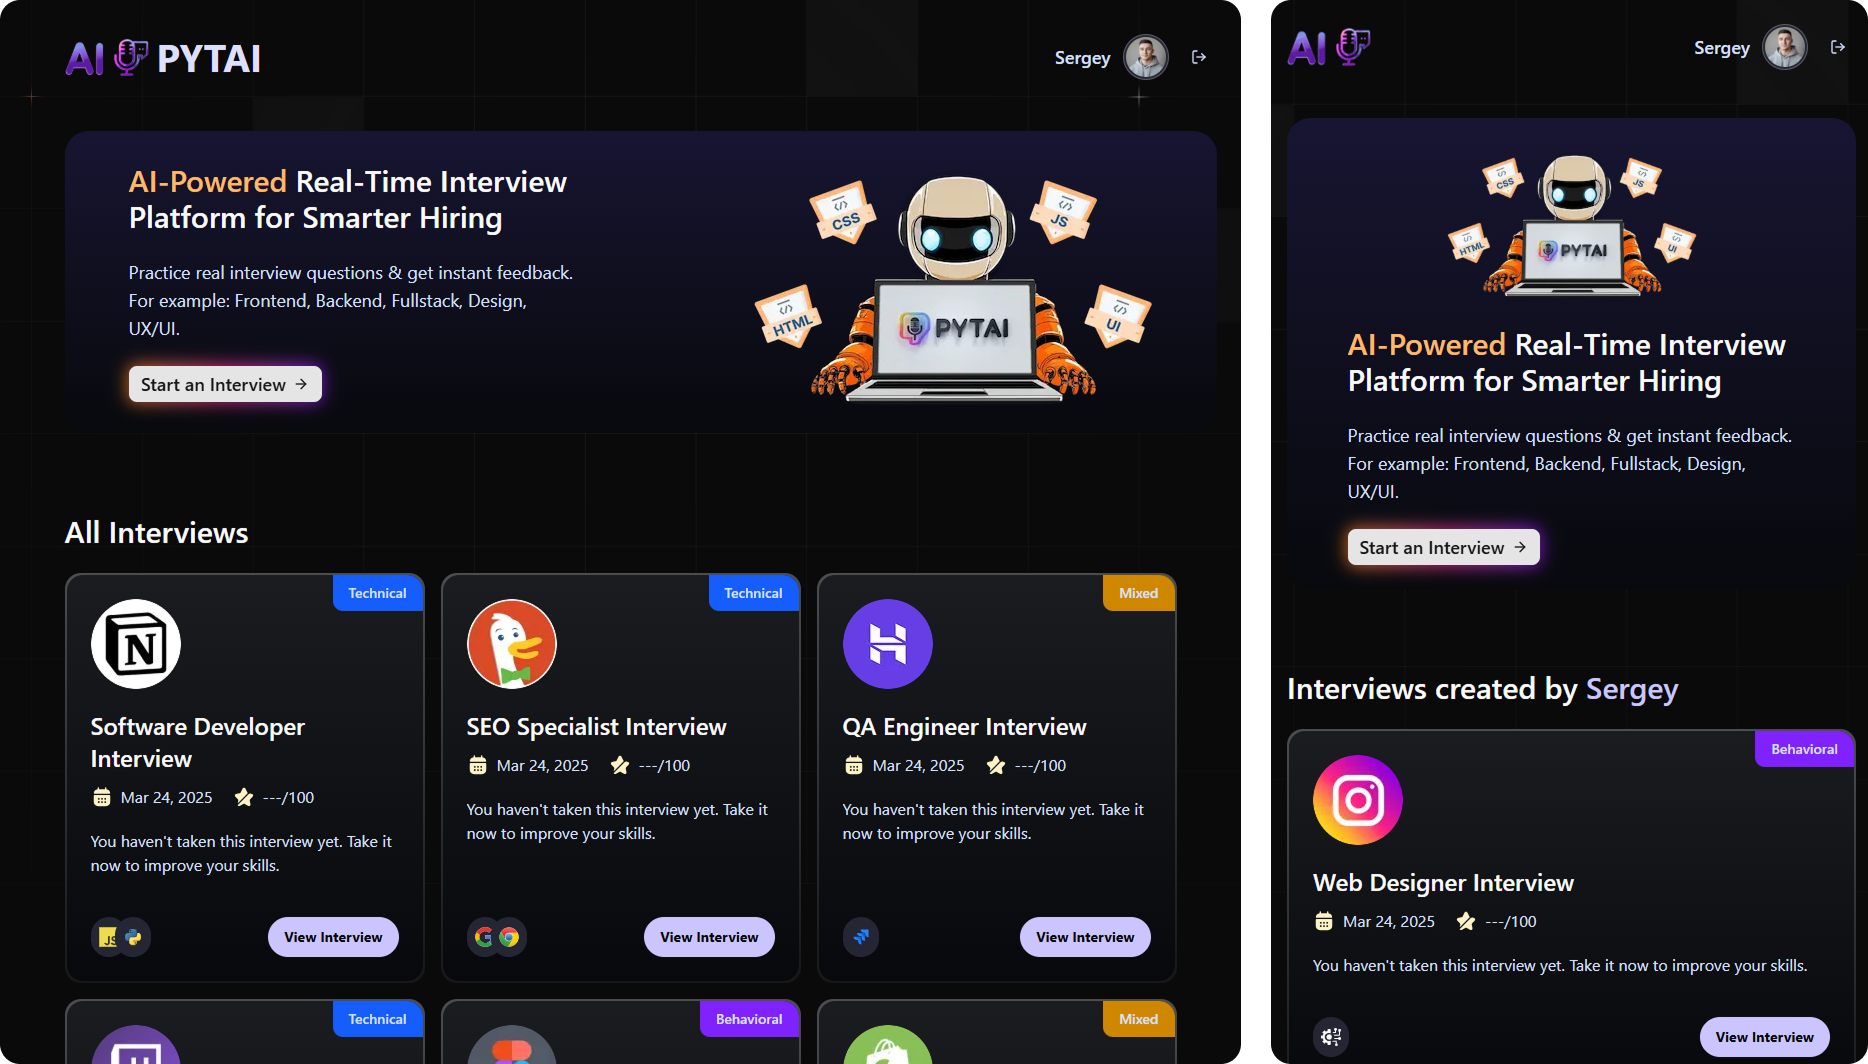 AI PYTAI
Sergey
AI-Powered Real-Time Interview
Platform for Smarter Hiring
Practice real interview questions & get instant feedback.
For example: Frontend, Backend, Fullstack, Design,
UX/UI.
Start an Interview →
</> CSS
</> JS
</> HTML
</> UI
PYTAI
All Interviews
Technical
N
Software Developer
Interview
Mar 24, 2025 ---/100
You haven't taken this interview yet. Take it
now to improve your skills.
JS
View Interview
Technical
SEO Specialist Interview
Mar 24, 2025 ---/100
You haven't taken this interview yet. Take it
now to improve your skills.
G
View Interview
Mixed
H
QA Engineer Interview
Mar 24, 2025 ---/100
You haven't taken this interview yet. Take it
now to improve your skills.
View Interview
Technical
Behavioral
Mixed
AI
Sergey
</> CSS
</> JS
</> HTML
</> UI
PYTAI
AI-Powered Real-Time Interview
Platform for Smarter Hiring
Practice real interview questions & get instant feedback.
For example: Frontend, Backend, Fullstack, Design,
UX/UI.
Start an Interview →
Interviews created by Sergey
Behavioral
Web Designer Interview
Mar 24, 2025 ---/100
You haven't taken this interview yet. Take it now to improve your skills.
View Interview